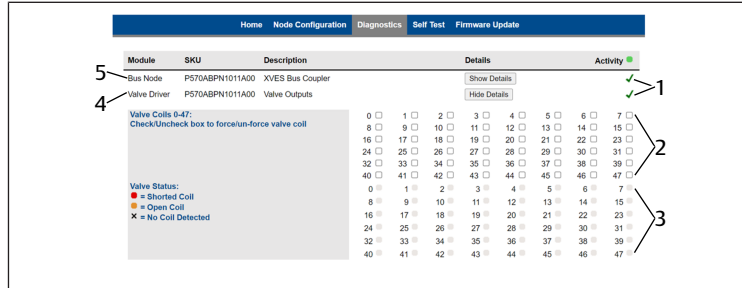 Home Node Configuration Diagnostics Self Test Firmware Update
Module SKU Description Details Activity
5 Bus Node P570ABPN1011A00 XVES Bus Coupler Show Details 1
4 Valve Driver P570ABPN1011A00 Valve Outputs Hide Details
Valve Coils 0-47: 0 1 2 3 4 5 6 7
Check/Uncheck box to force/un-force valve coil
8 9 10 11 12 13 14 15
16 17 18 19 20 21 22 23
2
24 25 26 27 28 29 30 31
32 33 34 35 36 37 38 39
40 41 42 43 44 45 46 47
Valve Status: 0 1 2 3 4 5 6 7
= Shorted Coil
8 9 10 11 12 13 14 15
= Open Coil
× = No Coil Detected 16 17 18 19 20 21 22 23
3
24 25 26 27 28 29 30 31
32 33 34 35 36 37 38 39
40 41 42 43 44 45 46 47